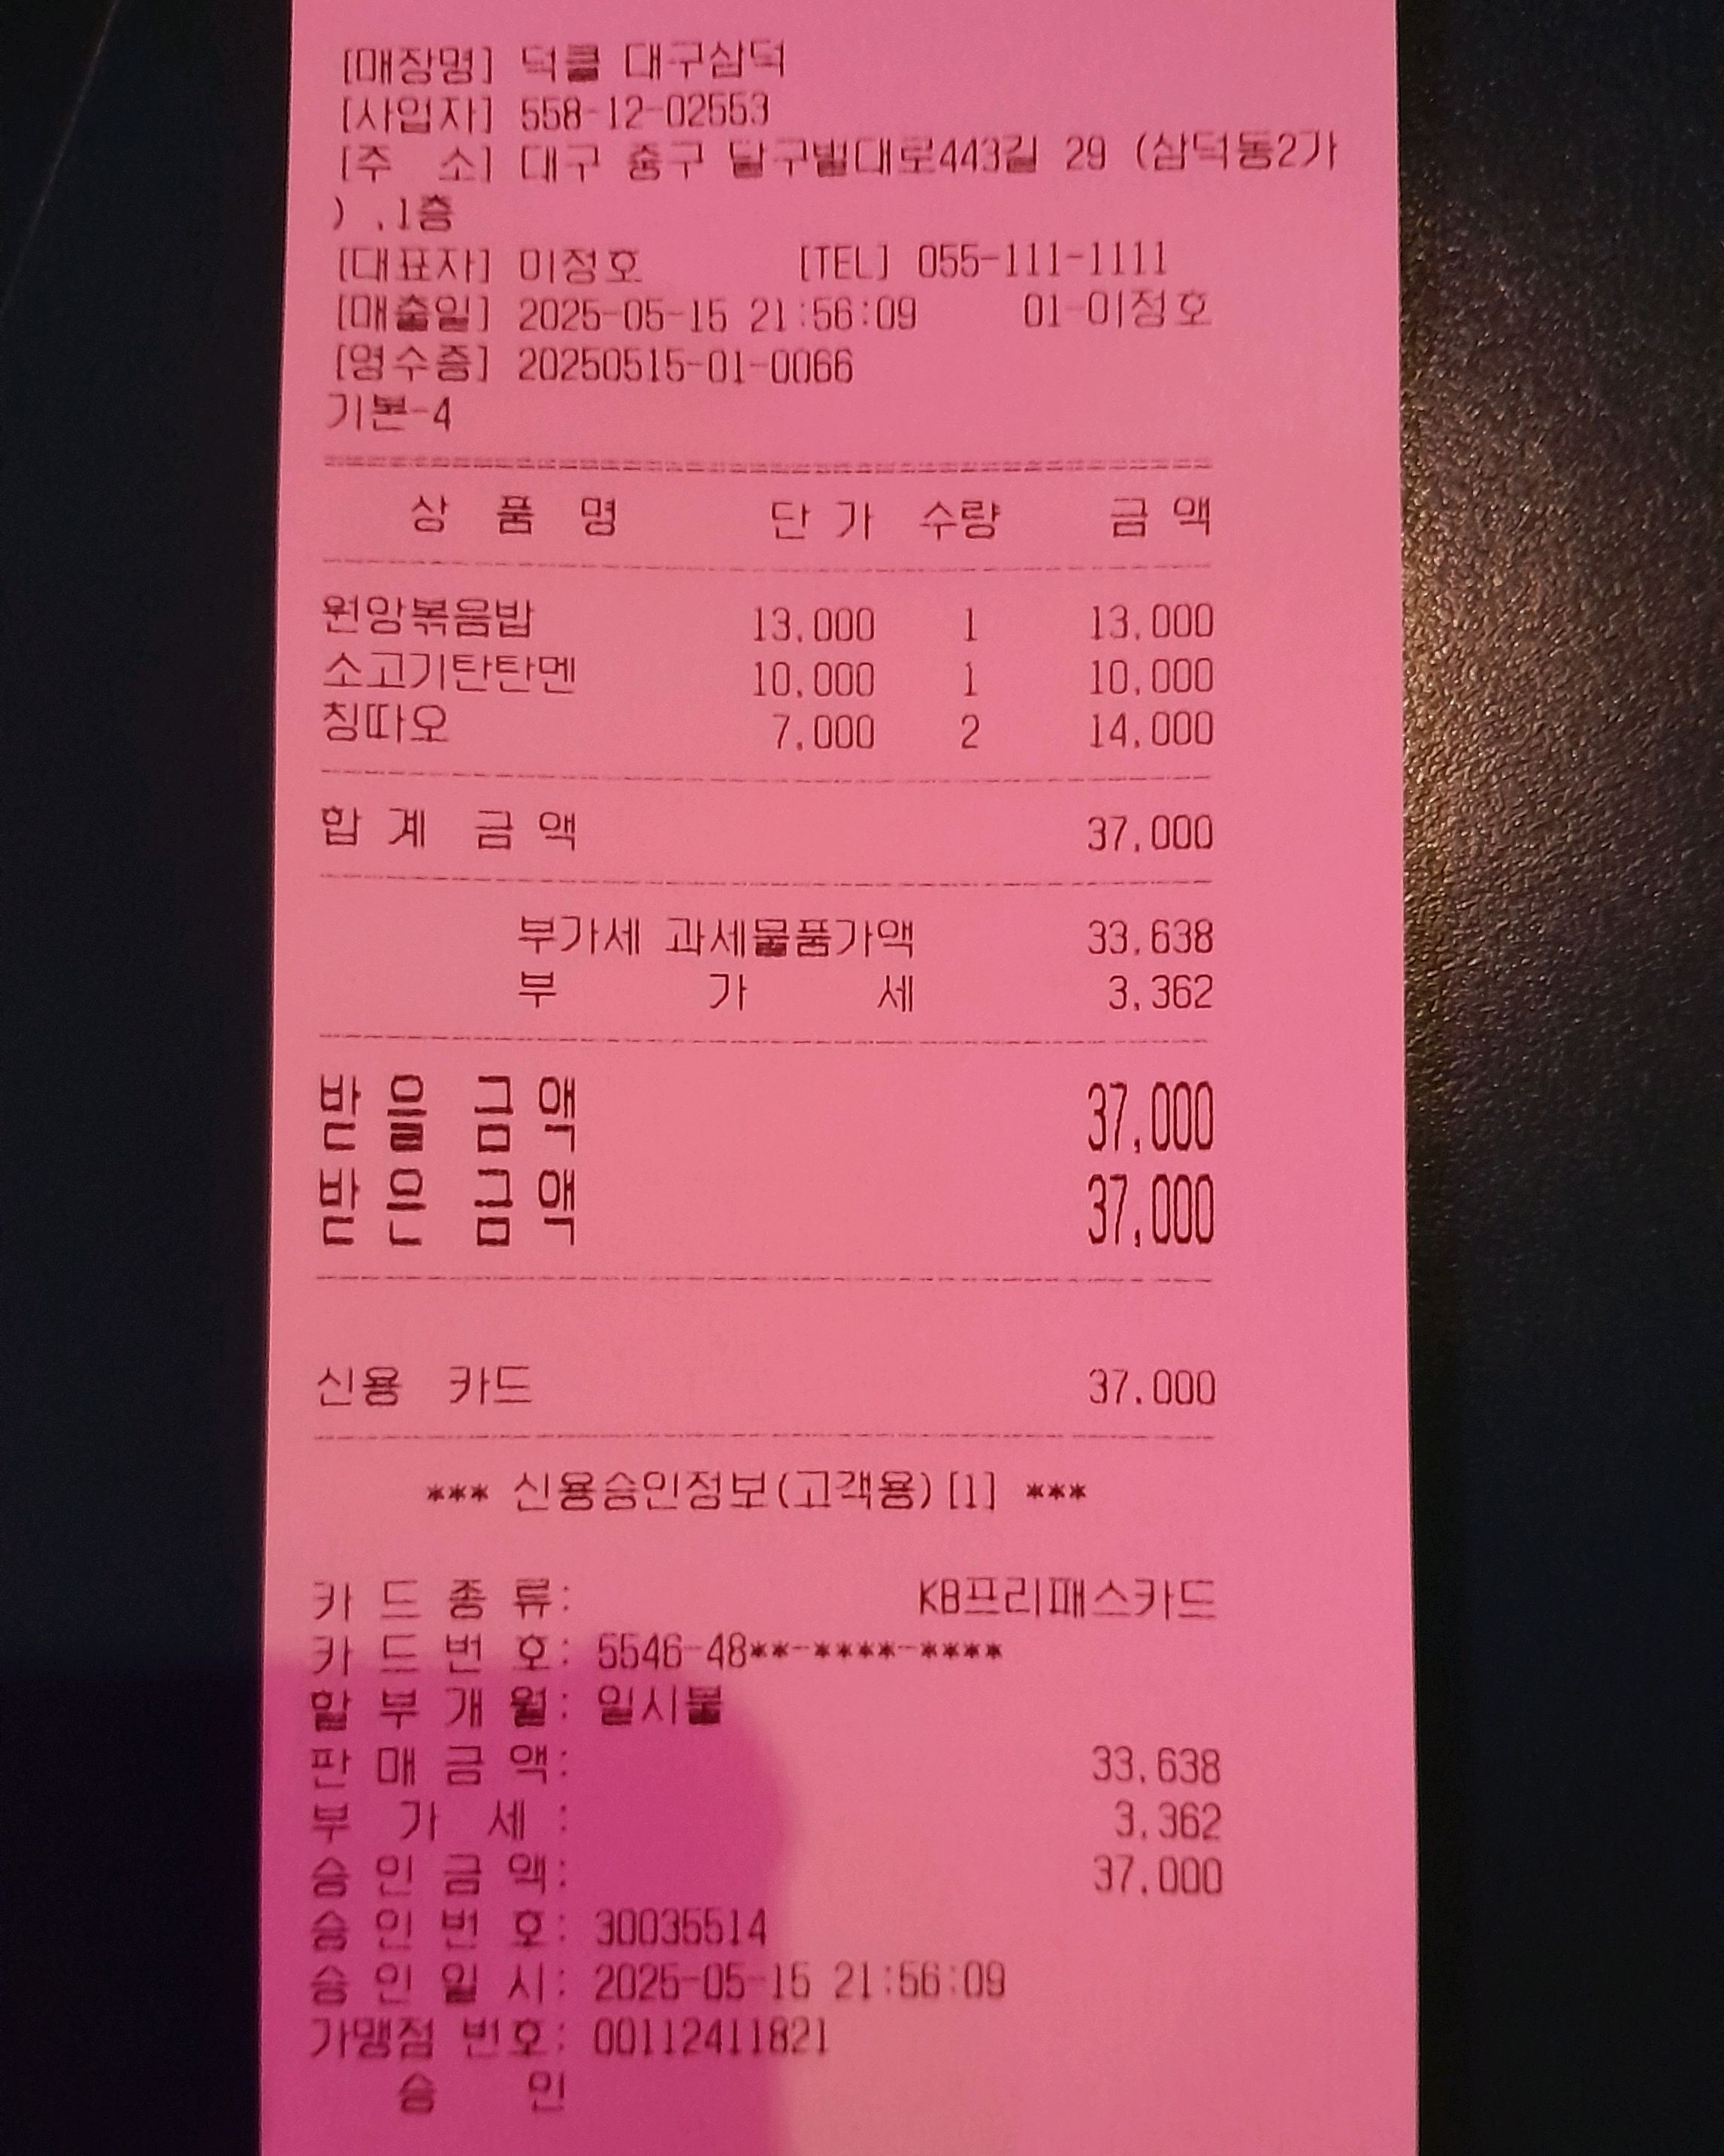 [매장명] 덕클 대구삼덕
[사업자] 558-12-02553
[주 소] 대구 중구 달구벌대로443길 29 (삼덕동2가
) ,1층
[대표자] 이정호 [TEL] 055-111-1111
[매출일] 2025-05-15 21:56:09 01-이정호
[영수증] 20250515-01-0066
기본-4
상 품 명 단 가 수량 금 액
원앙볶음밥 13,000 1 13,000
소고기탄탄멘 10,000 1 10,000
칭따오 7,000 2 14,000
합 계 금 액 37,000
부가세 과세물품가액 33,638
부 가 세 3,362
받 을 금 액 37,000
받 은 금 액 37,000
신용 카드 37,000
*** 신용승인정보(고객용)[1] ***
카 드 종 류: KB프리패스카드
카 드 번 호: 5546-48**-****-****
할 부 개 월: 일시불
판 매 금 액: 33,638
부 가 세 : 3,362
승 인 금 액: 37,000
승 인 번 호: 30035514
승 인 일 시: 2025-05-15 21:56:09
가맹점 번호: 00112411821
승 인